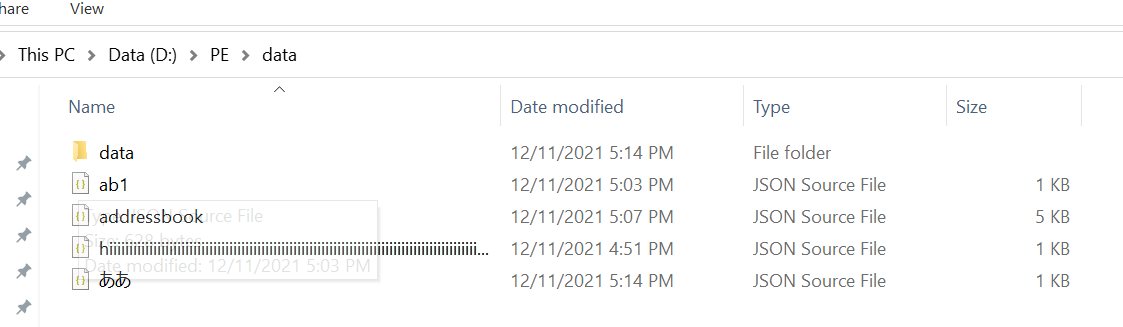 hare View
This PC Data (D:) PE data
Name Date modified Type Size
data 12/11/2021 5:14 PM File folder
ab1 12/11/2021 5:03 PM JSON Source File 1 KB
addressbook 12/11/2021 5:07 PM JSON Source File 5 KB
Type: JSON Source File
Size: 628 bytes
hiiiiiiiiiiiiiiiiiiiiiiiiiiiiiiiiiiiiiiiiiiiiiiiiiiiiiiiiiiiiiiiiiiiiiiiiiiiiiiiiiiiii... 12/11/2021 4:51 PM JSON Source File 1 KB
Date modified: 12/11/2021 5:03 PM
ああ 12/11/2021 5:14 PM JSON Source File 1 KB